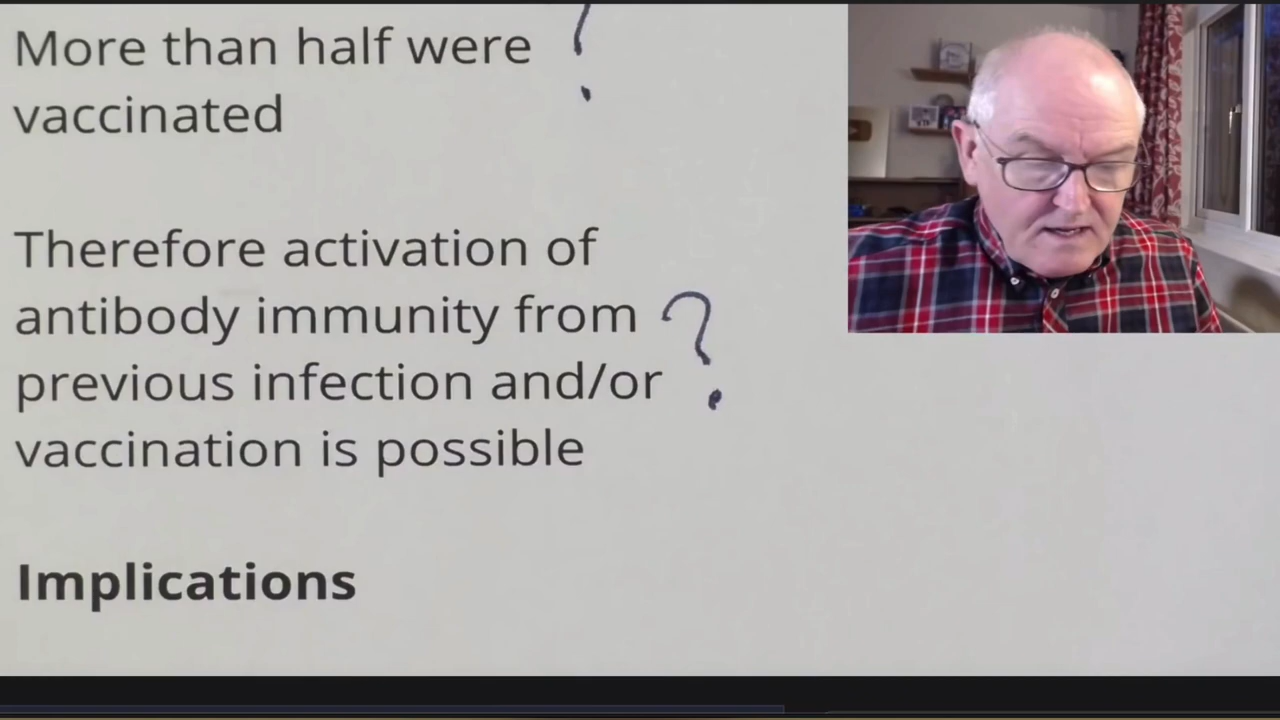 More than half were ?
vaccinated
Therefore activation of
antibody immunity from ?
previous infection and/or
vaccination is possible
Implications